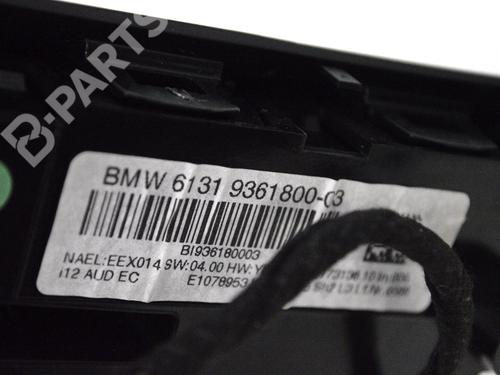 B-PARTS
BMW 6131 9361800-03
BI936180003
NAEL:EEX014 SW:04.00 HW:
i12 AUD EC E1078953